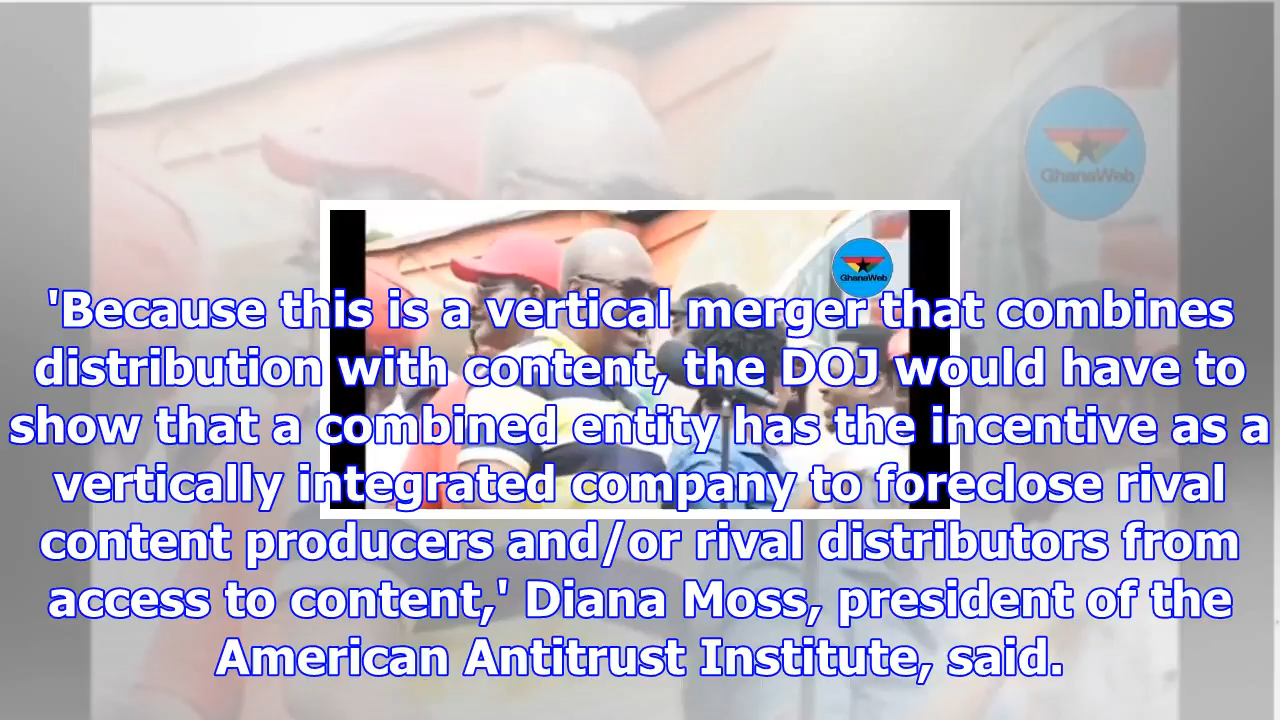 GhanaWeb
GhanaWeb
'Because this is a vertical merger that combines
distribution with content, the DOJ would have to
show that a combined entity has the incentive as a
vertically integrated company to foreclose rival
content producers and/or rival distributors from
access to content,' Diana Moss, president of the
American Antitrust Institute, said.